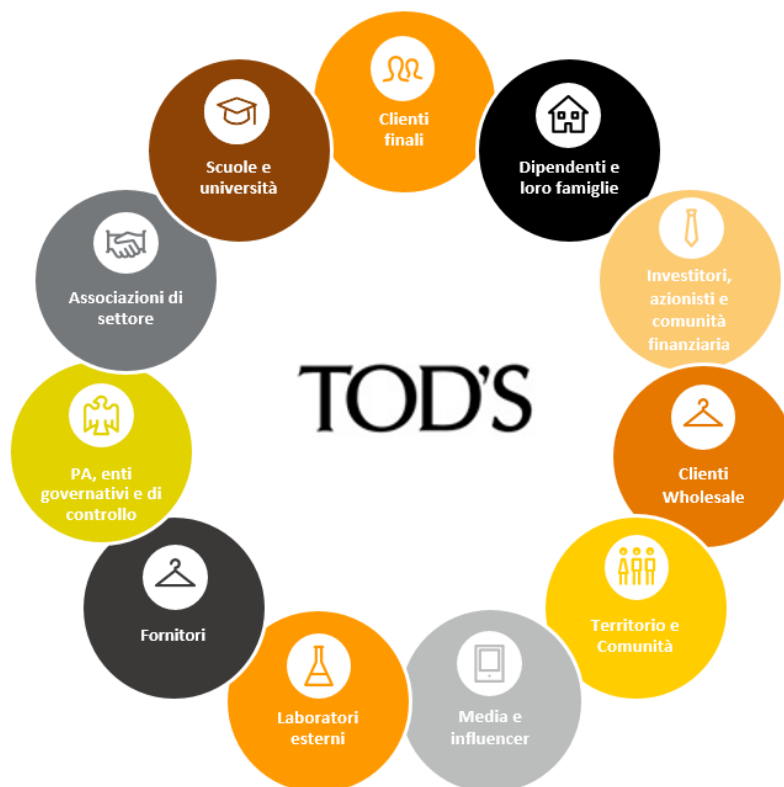 Clienti
finali
Dipendenti e
loro famiglie
Investitori,
azionisti e
comunità
finanziaria
Clienti
Wholesale
Territorio e
Comunità
Media e
influencer
Laboratori
esterni
Fornitori
PA, enti
governativi e di
controllo
Associazioni di
settore
Scuole e
università
TOD'S